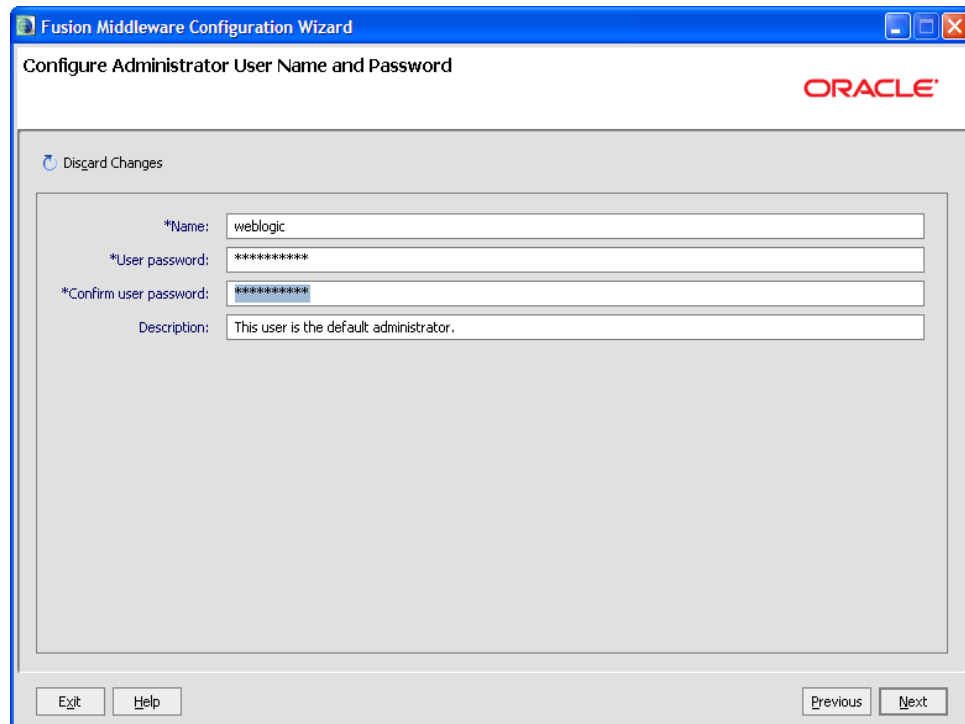 Fusion Middleware Configuration Wizard
Configure Administrator User Name and Password
ORACLE
Discard Changes
*Name: weblogic
*User password: **********
*Confirm user password: **********
Description: This user is the default administrator.
Exit Help Previous Next